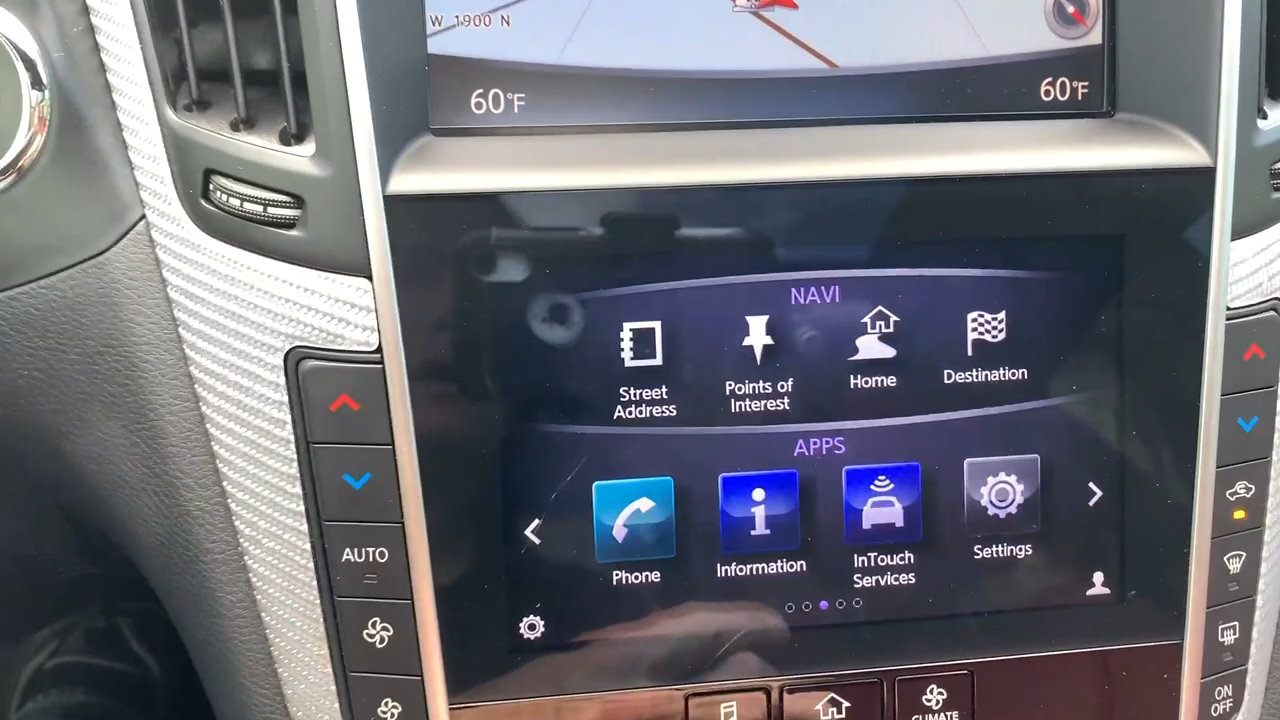 W 1900 N
60°F
60°F
NAVI
Street
Address
Points of
Interest
Home
Destination
APPS
Phone
Information
InTouch
Services
Settings
AUTO
ON
OFF
CLIMATE